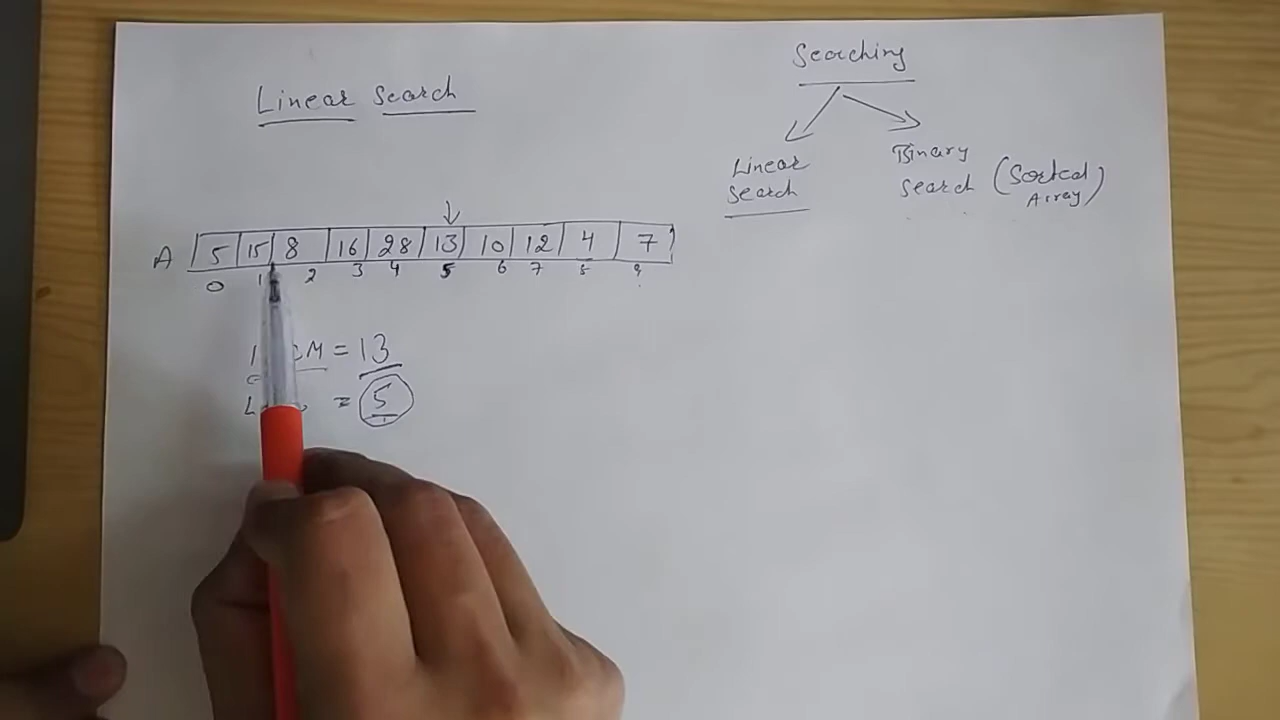 Linear Search
A 5 15 8 16 28 13 10 12 4 7
0 1 2 3 4 5 6 7 8 9
= 13
= 5
Searching
Linear
Search
Binary
Search (Sorted
Array)